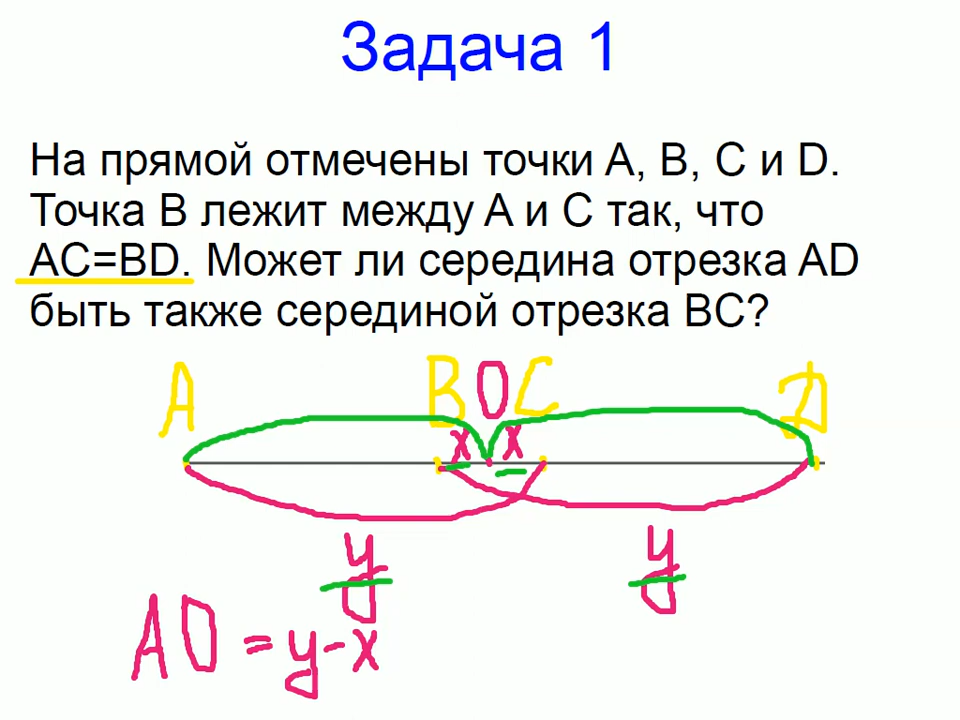 Задача 1
На прямой отмечены точки A, B, C и D.
Точка B лежит между A и C так, что
AC=BD. Может ли середина отрезка AD
быть также серединой отрезка BC?
A B O C D
x x
y y
AO = y - x